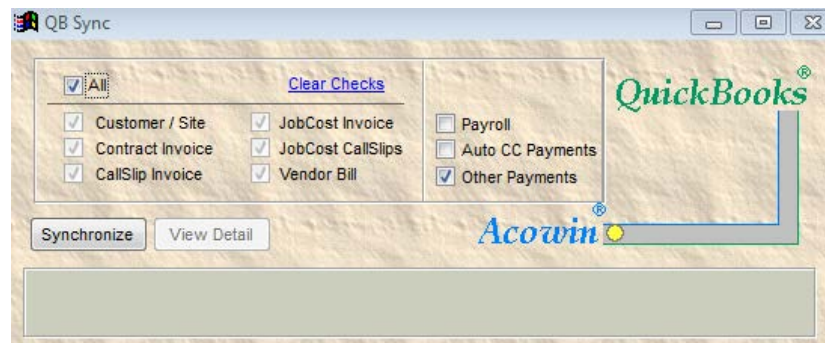 QB Sync
All
Clear Checks
Customer / Site
JobCost Invoice
Payroll
Contract Invoice
JobCost CallSlips
Auto CC Payments
CallSlip Invoice
Vendor Bill
Other Payments
QuickBooks®
Synchronize
View Detail
Acowin®